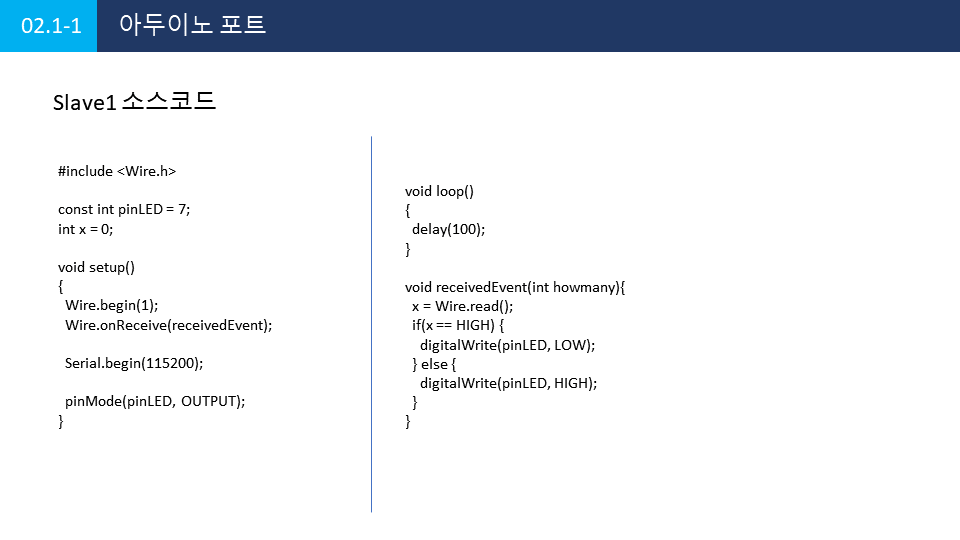 02.1-1 아두이노 포트
Slave1 소스코드
#include <Wire.h>
const int pinLED = 7;
int x = 0;
void setup()
{
Wire.begin(1);
Wire.onReceive(receivedEvent);
Serial.begin(115200);
pinMode(pinLED, OUTPUT);
}
void loop()
{
delay(100);
}
void receivedEvent(int howmany){
x = Wire.read();
if(x == HIGH) {
digitalWrite(pinLED, LOW);
} else {
digitalWrite(pinLED, HIGH);
}
}